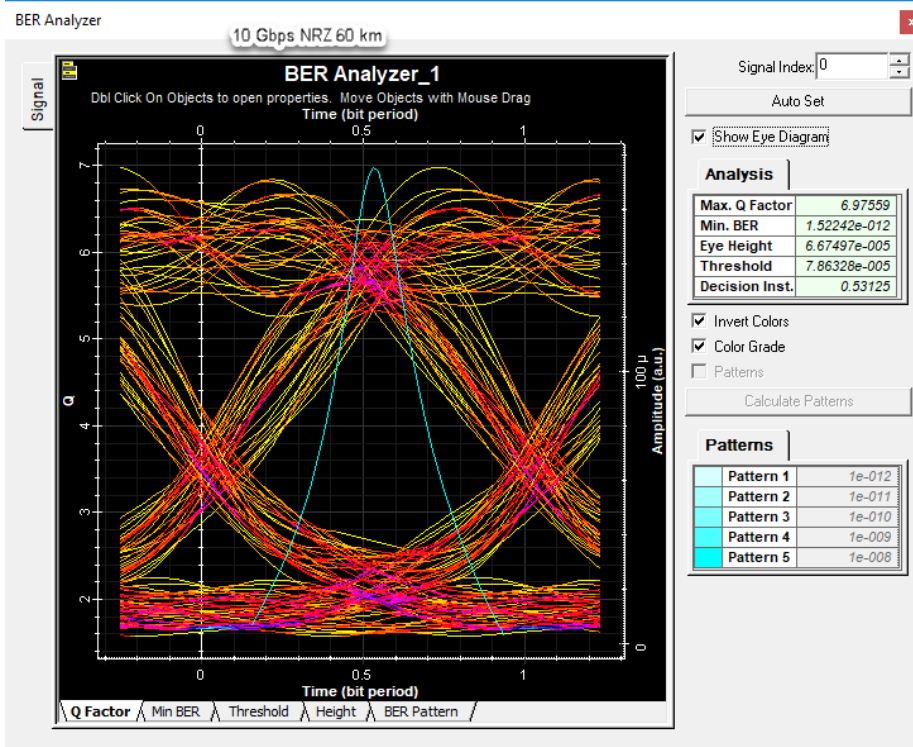 BER Analyzer
10 Gbps NRZ 60 km
Signal
BER Analyzer_1
Dbl Click On Objects to open properties. Move Objects with Mouse Drag
Time (bit period)
0 0.5 1
Q
7
6
5
4
3
2
Amplitude (a.u.)
100 µ
0
0 0.5 1
Time (bit period)
Q Factor Min BER Threshold Height BER Pattern
Signal Index: 0
Auto Set
Show Eye Diagram
Analysis
Max. Q Factor 6.97559
Min. BER 1.52242e-012
Eye Height 6.67497e-005
Threshold 7.86328e-005
Decision Inst. 0.53125
Invert Colors
Color Grade
Patterns
Calculate Patterns
Patterns
Pattern 1 1e-012
Pattern 2 1e-011
Pattern 3 1e-010
Pattern 4 1e-009
Pattern 5 1e-008